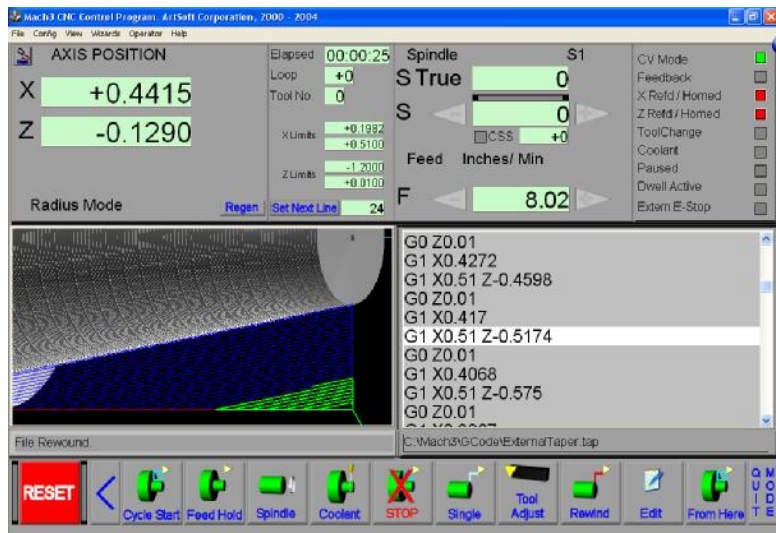 Mach3 CNC Control Program. ArtSoft Corporation, 2000 - 2004
File Config View Wizards Operator Help
AXIS POSITION
X +0.4415
Z -0.1290
Radius Mode
Regen
Elapsed 00:00:25
Loop +0
Tool No. 0
X Limits +0.1982
+0.5100
Z Limits -1.2000
+0.0100
Set Next Line 24
Spindle S1
S True 0
S 0
CSS +0
Feed Inches/ Min
F 8.02
CV Mode
Feedback
X Refd / Homed
Z Refd / Homed
ToolChange
Coolant
Paused
Dwell Active
Extern E-Stop
G0 Z0.01
G1 X0.4272
G1 X0.51 Z-0.4598
G0 Z0.01
G1 X0.417
G1 X0.51 Z-0.5174
G0 Z0.01
G1 X0.4068
G1 X0.51 Z-0.575
G0 Z0.01
File Rewound.
C:\Mach3\GCode\ExternalTaper.tap
RESET
Cycle Start
Feed Hold
Spindle
Coolent
STOP
Single
Tool
Adjust
Rewind
Edit
From Here
QUIT
MODE